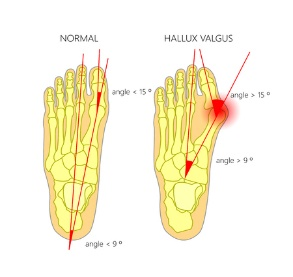 NORMAL
HALLUX VALGUS
angle < 15 º
angle > 15 º
angle > 9 º
angle < 9 º